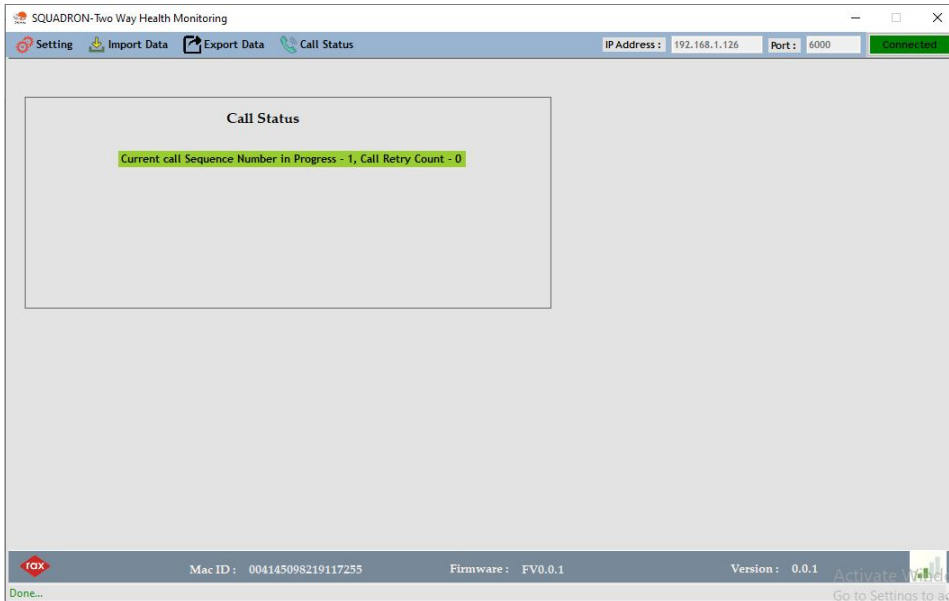 SQUADRON-Two Way Health Monitoring
Setting Import Data Export Data Call Status IP Address : 192.168.1.126 Port : 6000 Connected
Call Status
Current call Sequence Number in Progress - 1, Call Retry Count - 0
rax Mac ID : 004145098219117255 Firmware : FV0.0.1 Version : 0.0.1
Activate Wind
Done...
Go to Settings to a